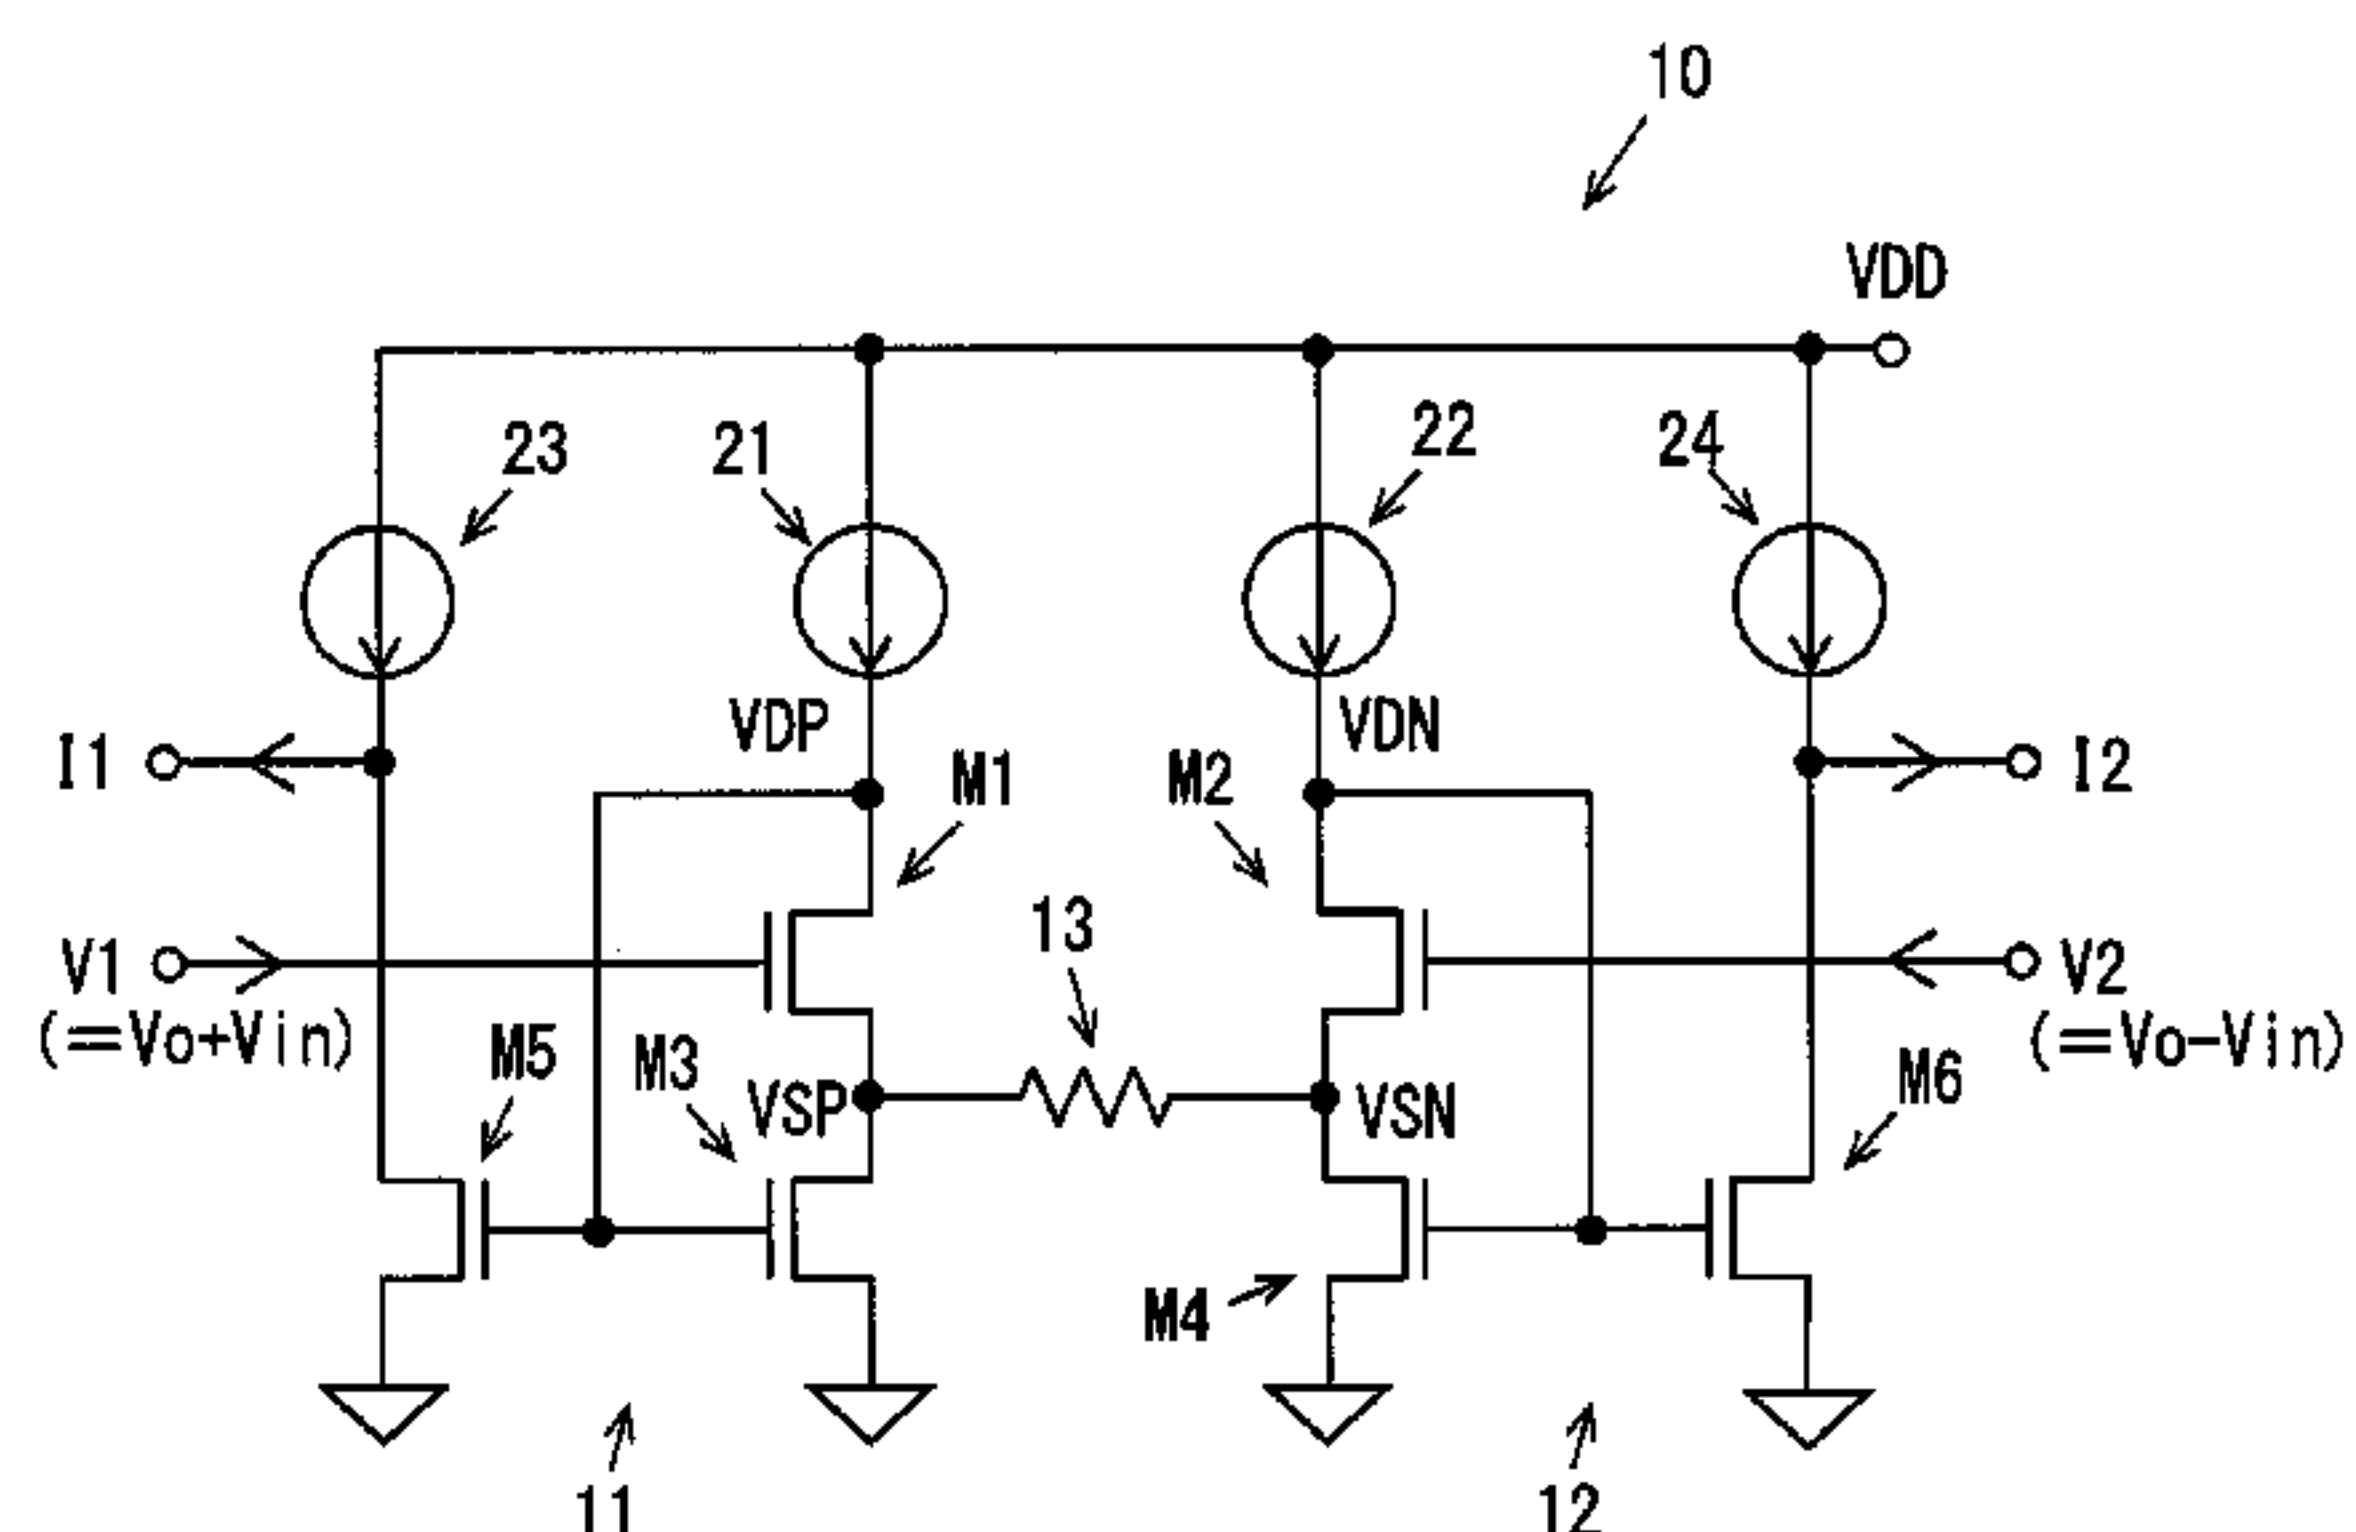 10
VDD
23
21
22
24
VDP
VDN
I1
M1
M2
I2
13
V1
V2
(=Vo+Vin)
(=Vo-Vin)
M5
M3
VSP
VSN
M6
M4
11
12